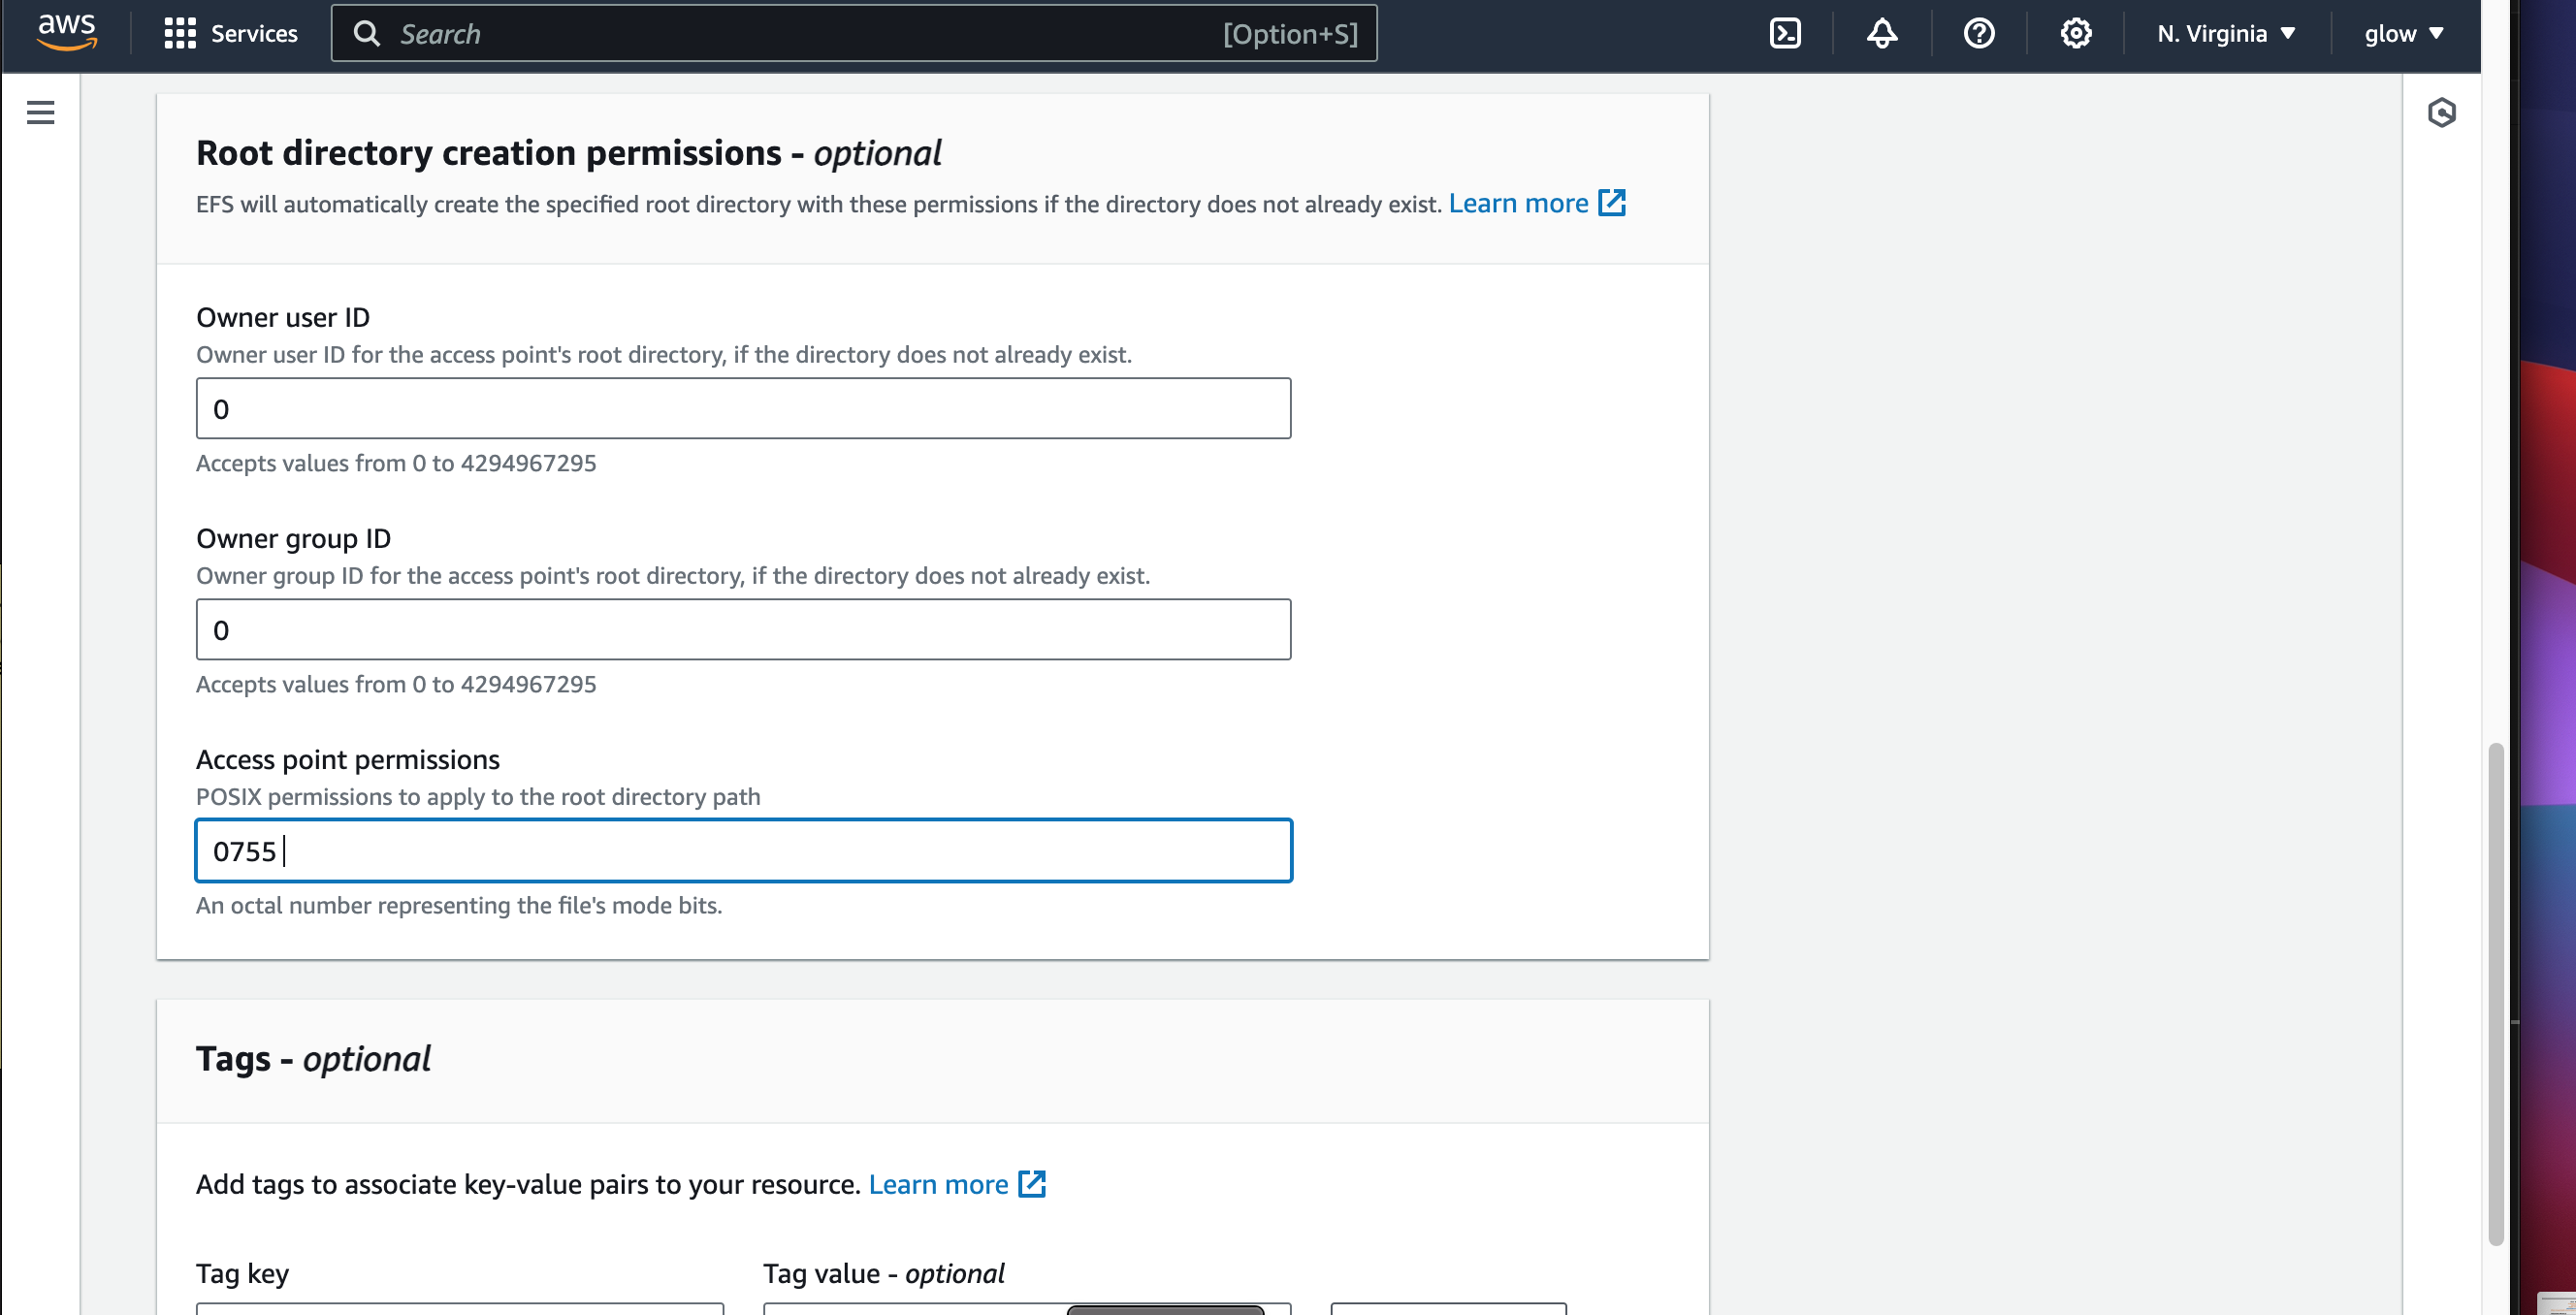 aws Services Search [Option+S] N. Virginia glow
Root directory creation permissions - optional
EFS will automatically create the specified root directory with these permissions if the directory does not already exist. Learn more
Owner user ID
Owner user ID for the access point's root directory, if the directory does not already exist.
0
Accepts values from 0 to 4294967295
Owner group ID
Owner group ID for the access point's root directory, if the directory does not already exist.
0
Accepts values from 0 to 4294967295
Access point permissions
POSIX permissions to apply to the root directory path
0755
An octal number representing the file's mode bits.
Tags - optional
Add tags to associate key-value pairs to your resource. Learn more
Tag key Tag value - optional